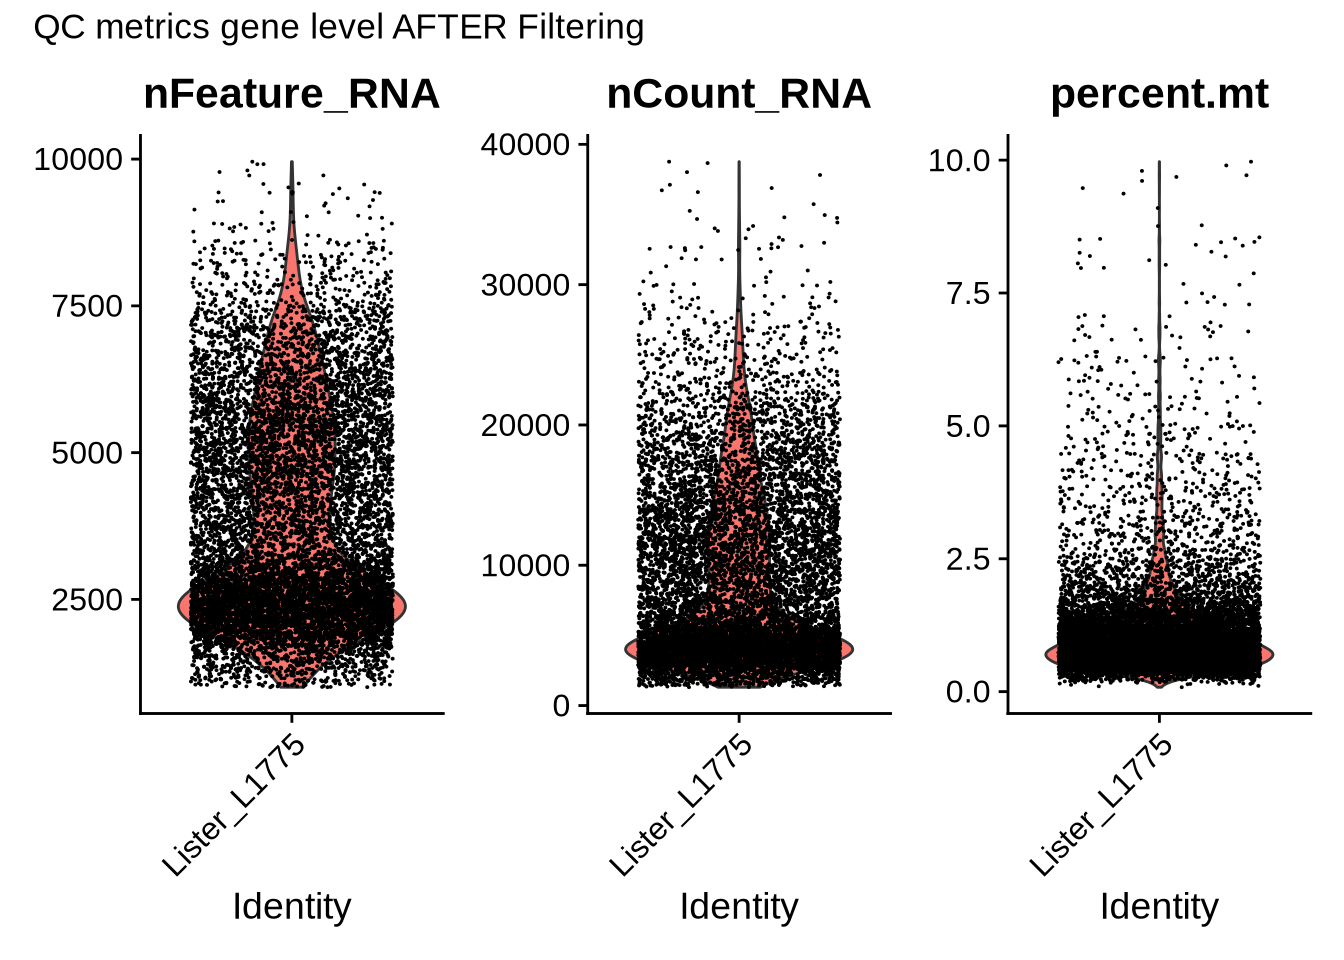 QC metrics gene level AFTER Filtering
nFeature_RNA
10000
7500
5000
2500
Lister_L1775
Identity
nCount_RNA
40000
30000
20000
10000
0
Lister_L1775
Identity
percent.mt
10.0
7.5
5.0
2.5
0.0
Lister_L1775
Identity